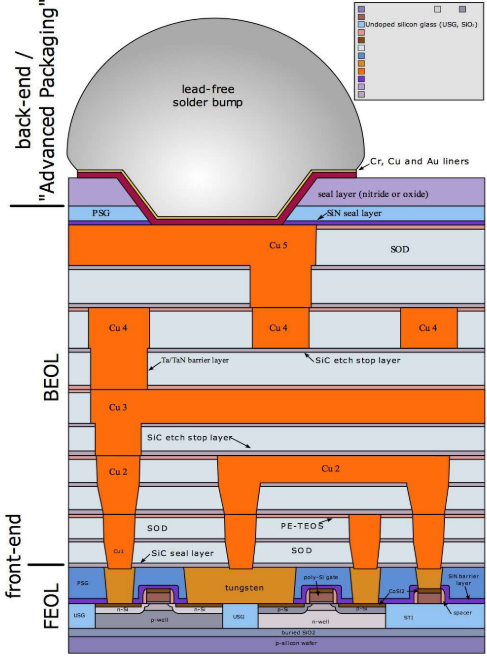 back-end /
"Advanced Packaging"
Undoped silicon glass (USG, SiO₂)
lead-free
solder bump
Cr, Cu and Au liners
seal layer (nitride or oxide)
PSG
SiN seal layer
Cu 5
SOD
Cu 4
Cu 4
Cu 4
SiC etch stop layer
Ta/TaN barrier layer
BEOL
Cu 3
SiC etch stop layer
Cu 2
Cu 2
PE-TEOS
SOD
Cu1
SiC seal layer
SOD
front-end
FEOL
PSG
tungsten
poly-Si gate
SiN barrier
layer
CoSi2
spacer
n-Si
n-Si
p-Si
p-Si
USG
p-well
USG
n-well
STI
buried SiO2
p-silicon wafer